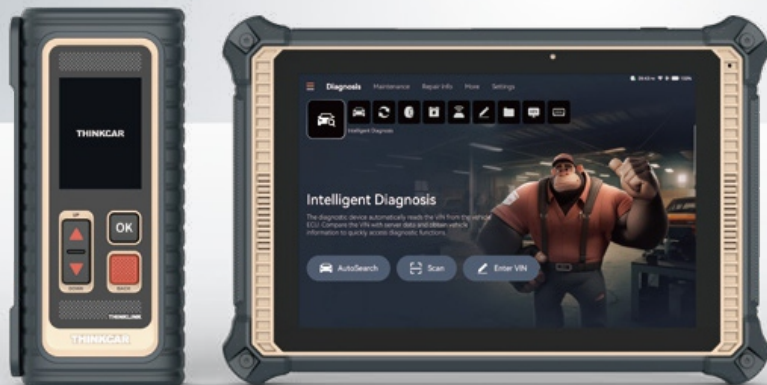 THINKCAR
UP
OK
DOWN
BACK
THINKLINK
THINKCAR
Diagnosis Maintenance Repair Info More Settings
100%
Intelligent Diagnosis
Intelligent Diagnosis
The diagnostic device automatically reads the VIN from the vehicle
ECU. Compare the VIN with server data and obtain vehicle
information to quickly access diagnostic functions.
AutoSearch Scan Enter VIN